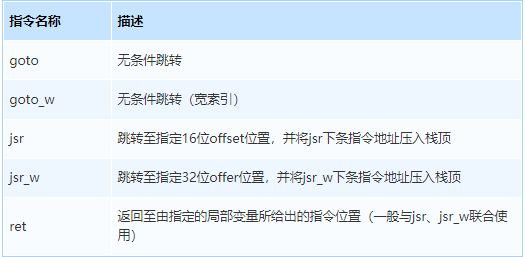 指令名称 描述
goto 无条件跳转
goto_w 无条件跳转（宽索引）
jsr 跳转至指定16位offset位置，并将jsr下条指令地址压入栈顶
jsr_w 跳转至指定32位offer位置，并将jsr_w下条指令地址压入栈顶
ret 返回至由指定的局部变量所给出的指令位置（一般与jsr、jsr_w联合使
用）